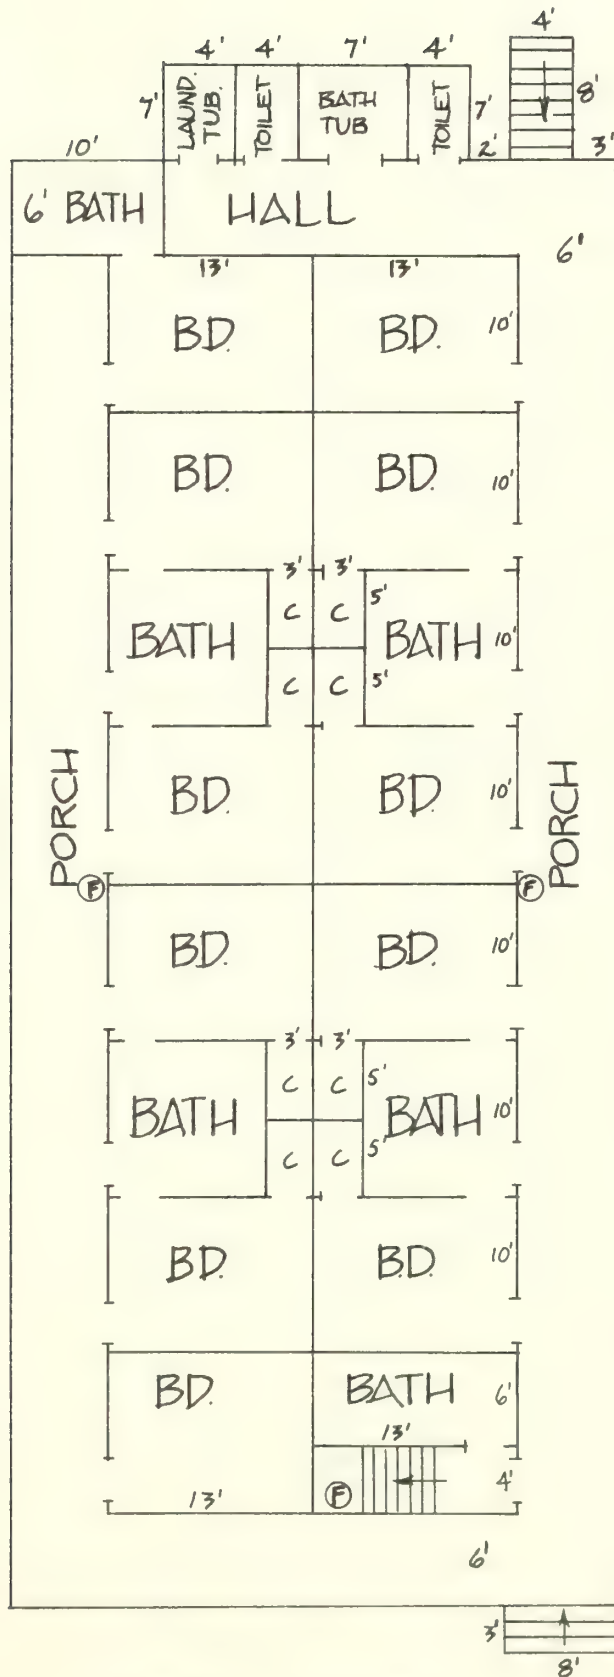 4' 4' 7' 4' 4'
7' LAUND. TUB. TOILET BATH TUB TOILET 7' 8'
10' 2' 3'
6' BATH HALL
13' 13' 6'
BD. BD. 10'
BD. BD. 10'
3' 3'
C C 5'
BATH BATH 10'
C C 5'
BD. BD. 10'
PORCH PORCH
F F
BD. BD. 10'
3' 3'
C C 5'
BATH BATH 10'
C C 5'
BD. B.D. 10'
BD. BATH 6'
13'
F 4'
13'
6'
3'
8'